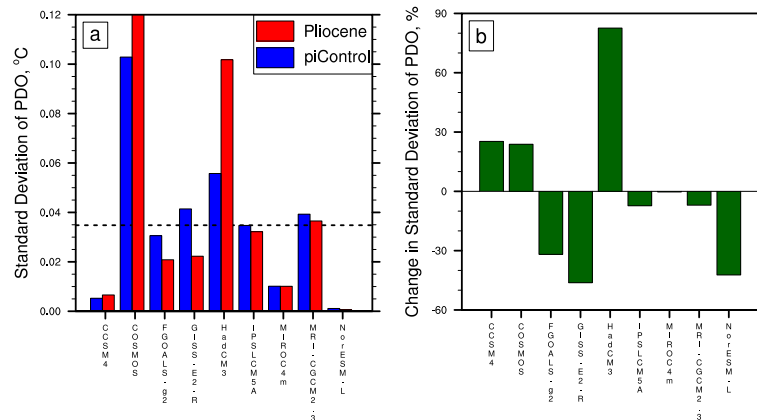 a
Pliocene
piControl
Standard Deviation of PDO, °C
0.12
0.10
0.08
0.06
0.04
0.02
0.00
CCSM4
COSMOS
FGOALS-g2
GISS-E2-R
HadCM3
IPSLCM5A
MIROC4m
MRI-CGCM2.3
NorESM-L
b
Change in Standard Deviation of PDO, %
90
60
30
0
-30
-60
CCSM4
COSMOS
FGOALS-g2
GISS-E2-R
HadCM3
IPSLCM5A
MIROC4m
MRI-CGCM2.3
NorESM-L